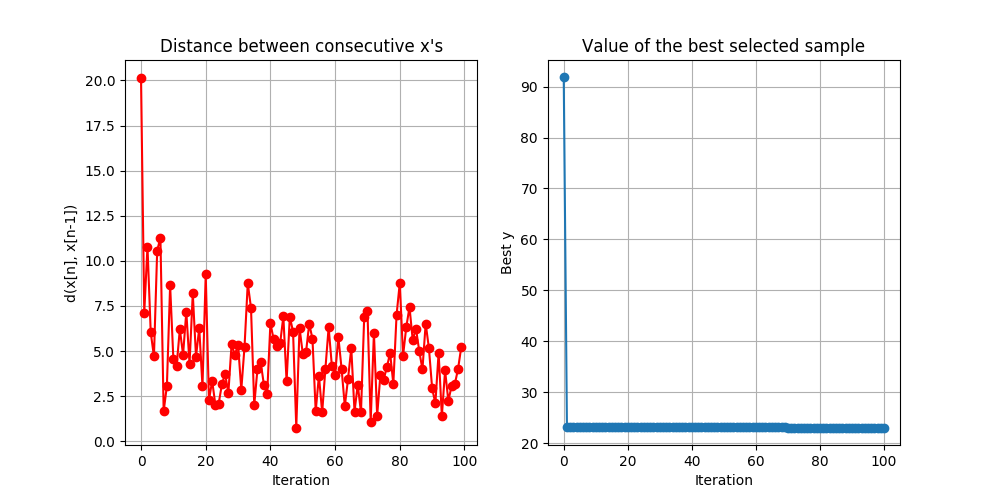 Distance between consecutive x's
d(x[n], x[n-1])
20.0
17.5
15.0
12.5
10.0
7.5
5.0
2.5
0.0
0 20 40 60 80 100
Iteration
Value of the best selected sample
Best y
90
80
70
60
50
40
30
20
0 20 40 60 80 100
Iteration